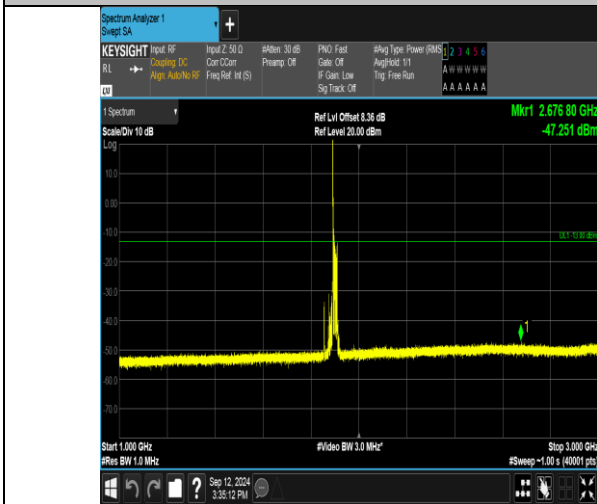 Spectrum Analyzer 1
Swept SA
+
KEYSIGHT
RL
Input: RF
Coupling: DC
Align: Auto/No RF
Input Z: 50 Ω
Corr CCorr
Freq Ref: Int (S)
#Atten: 30 dB
Preamp: Off
PNO: Fast
Gate: Off
IF Gain: Low
Sig Track: Off
#Avg Type: Power (RMS
Avg|Hold: 1/1
Trig: Free Run
1 2 3 4 5 6
A W W W W W
A A A A A A
1 Spectrum
Scale/Div 10 dB
Ref Lvl Offset 8.36 dB
Ref Level 20.00 dBm
Mkr1 2.676 80 GHz
-47.251 dBm
Log
10.0
0.00
-10.0
DL1 -13.00 dBm
-20.0
-30.0
-40.0
1
-50.0
-60.0
-70.0
Start 1.000 GHz
#Res BW 1.0 MHz
#Video BW 3.0 MHz*
Stop 3.000 GHz
#Sweep ~1.00 s (40001 pts)
?
Sep 12, 2024
3:35:12 PM